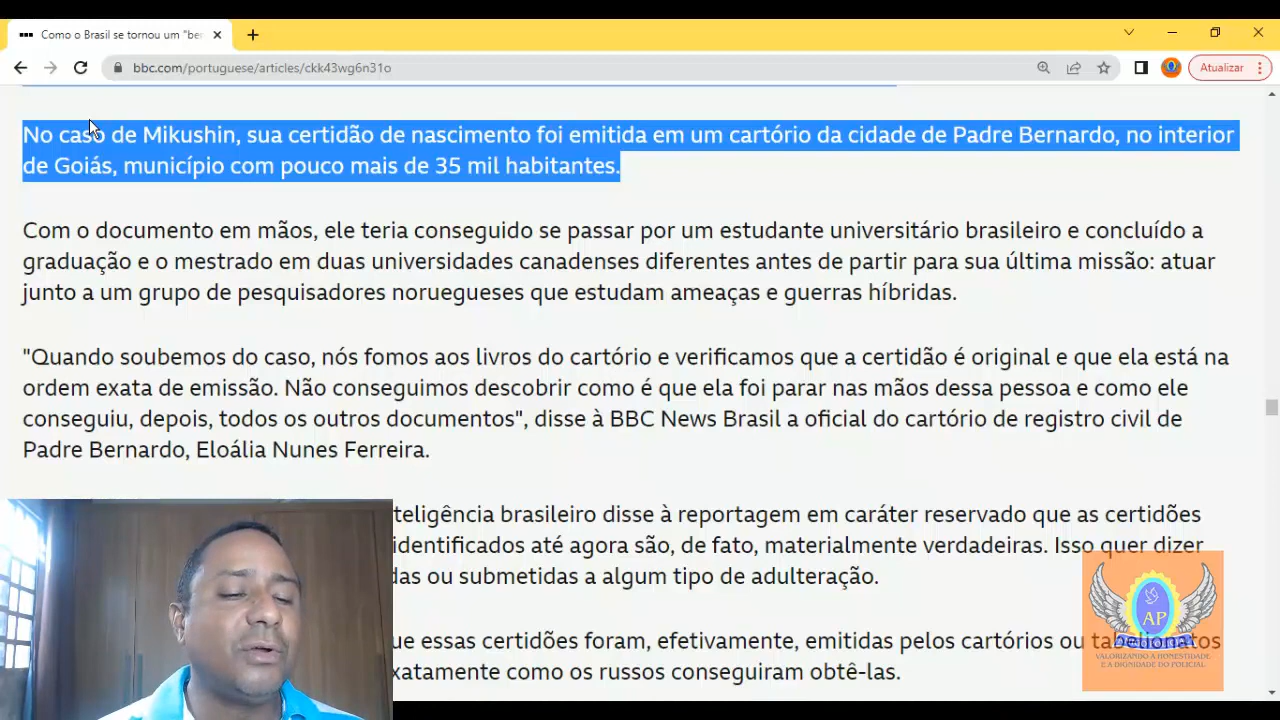 Como o Brasil se tornou um "ber
bbc.com/portuguese/articles/ckk43wg6n31o
Atualizar
No caso de Mikushin, sua certidão de nascimento foi emitida em um cartório da cidade de Padre Bernardo, no interior
de Goiás, município com pouco mais de 35 mil habitantes.
Com o documento em mãos, ele teria conseguido se passar por um estudante universitário brasileiro e concluído a
graduação e o mestrado em duas universidades canadenses diferentes antes de partir para sua última missão: atuar
junto a um grupo de pesquisadores noruegueses que estudam ameaças e guerras híbridas.
"Quando soubemos do caso, nós fomos aos livros do cartório e verificamos que a certidão é original e que ela está na
ordem exata de emissão. Não conseguimos descobrir como é que ela foi parar nas mãos dessa pessoa e como ele
conseguiu, depois, todos os outros documentos", disse à BBC News Brasil a oficial do cartório de registro civil de
Padre Bernardo, Eloália Nunes Ferreira.
teligência brasileiro disse à reportagem em caráter reservado que as certidões
identificados até agora são, de fato, materialmente verdadeiras. Isso quer dizer
das ou submetidas a algum tipo de adulteração.
ue essas certidões foram, efetivamente, emitidas pelos cartórios ou tabelionatos
xatamente como os russos conseguiram obtê-las.
AP
VALORIZANDO A HONESTIDADE
E A DIGNIDADE DO POLICIAL